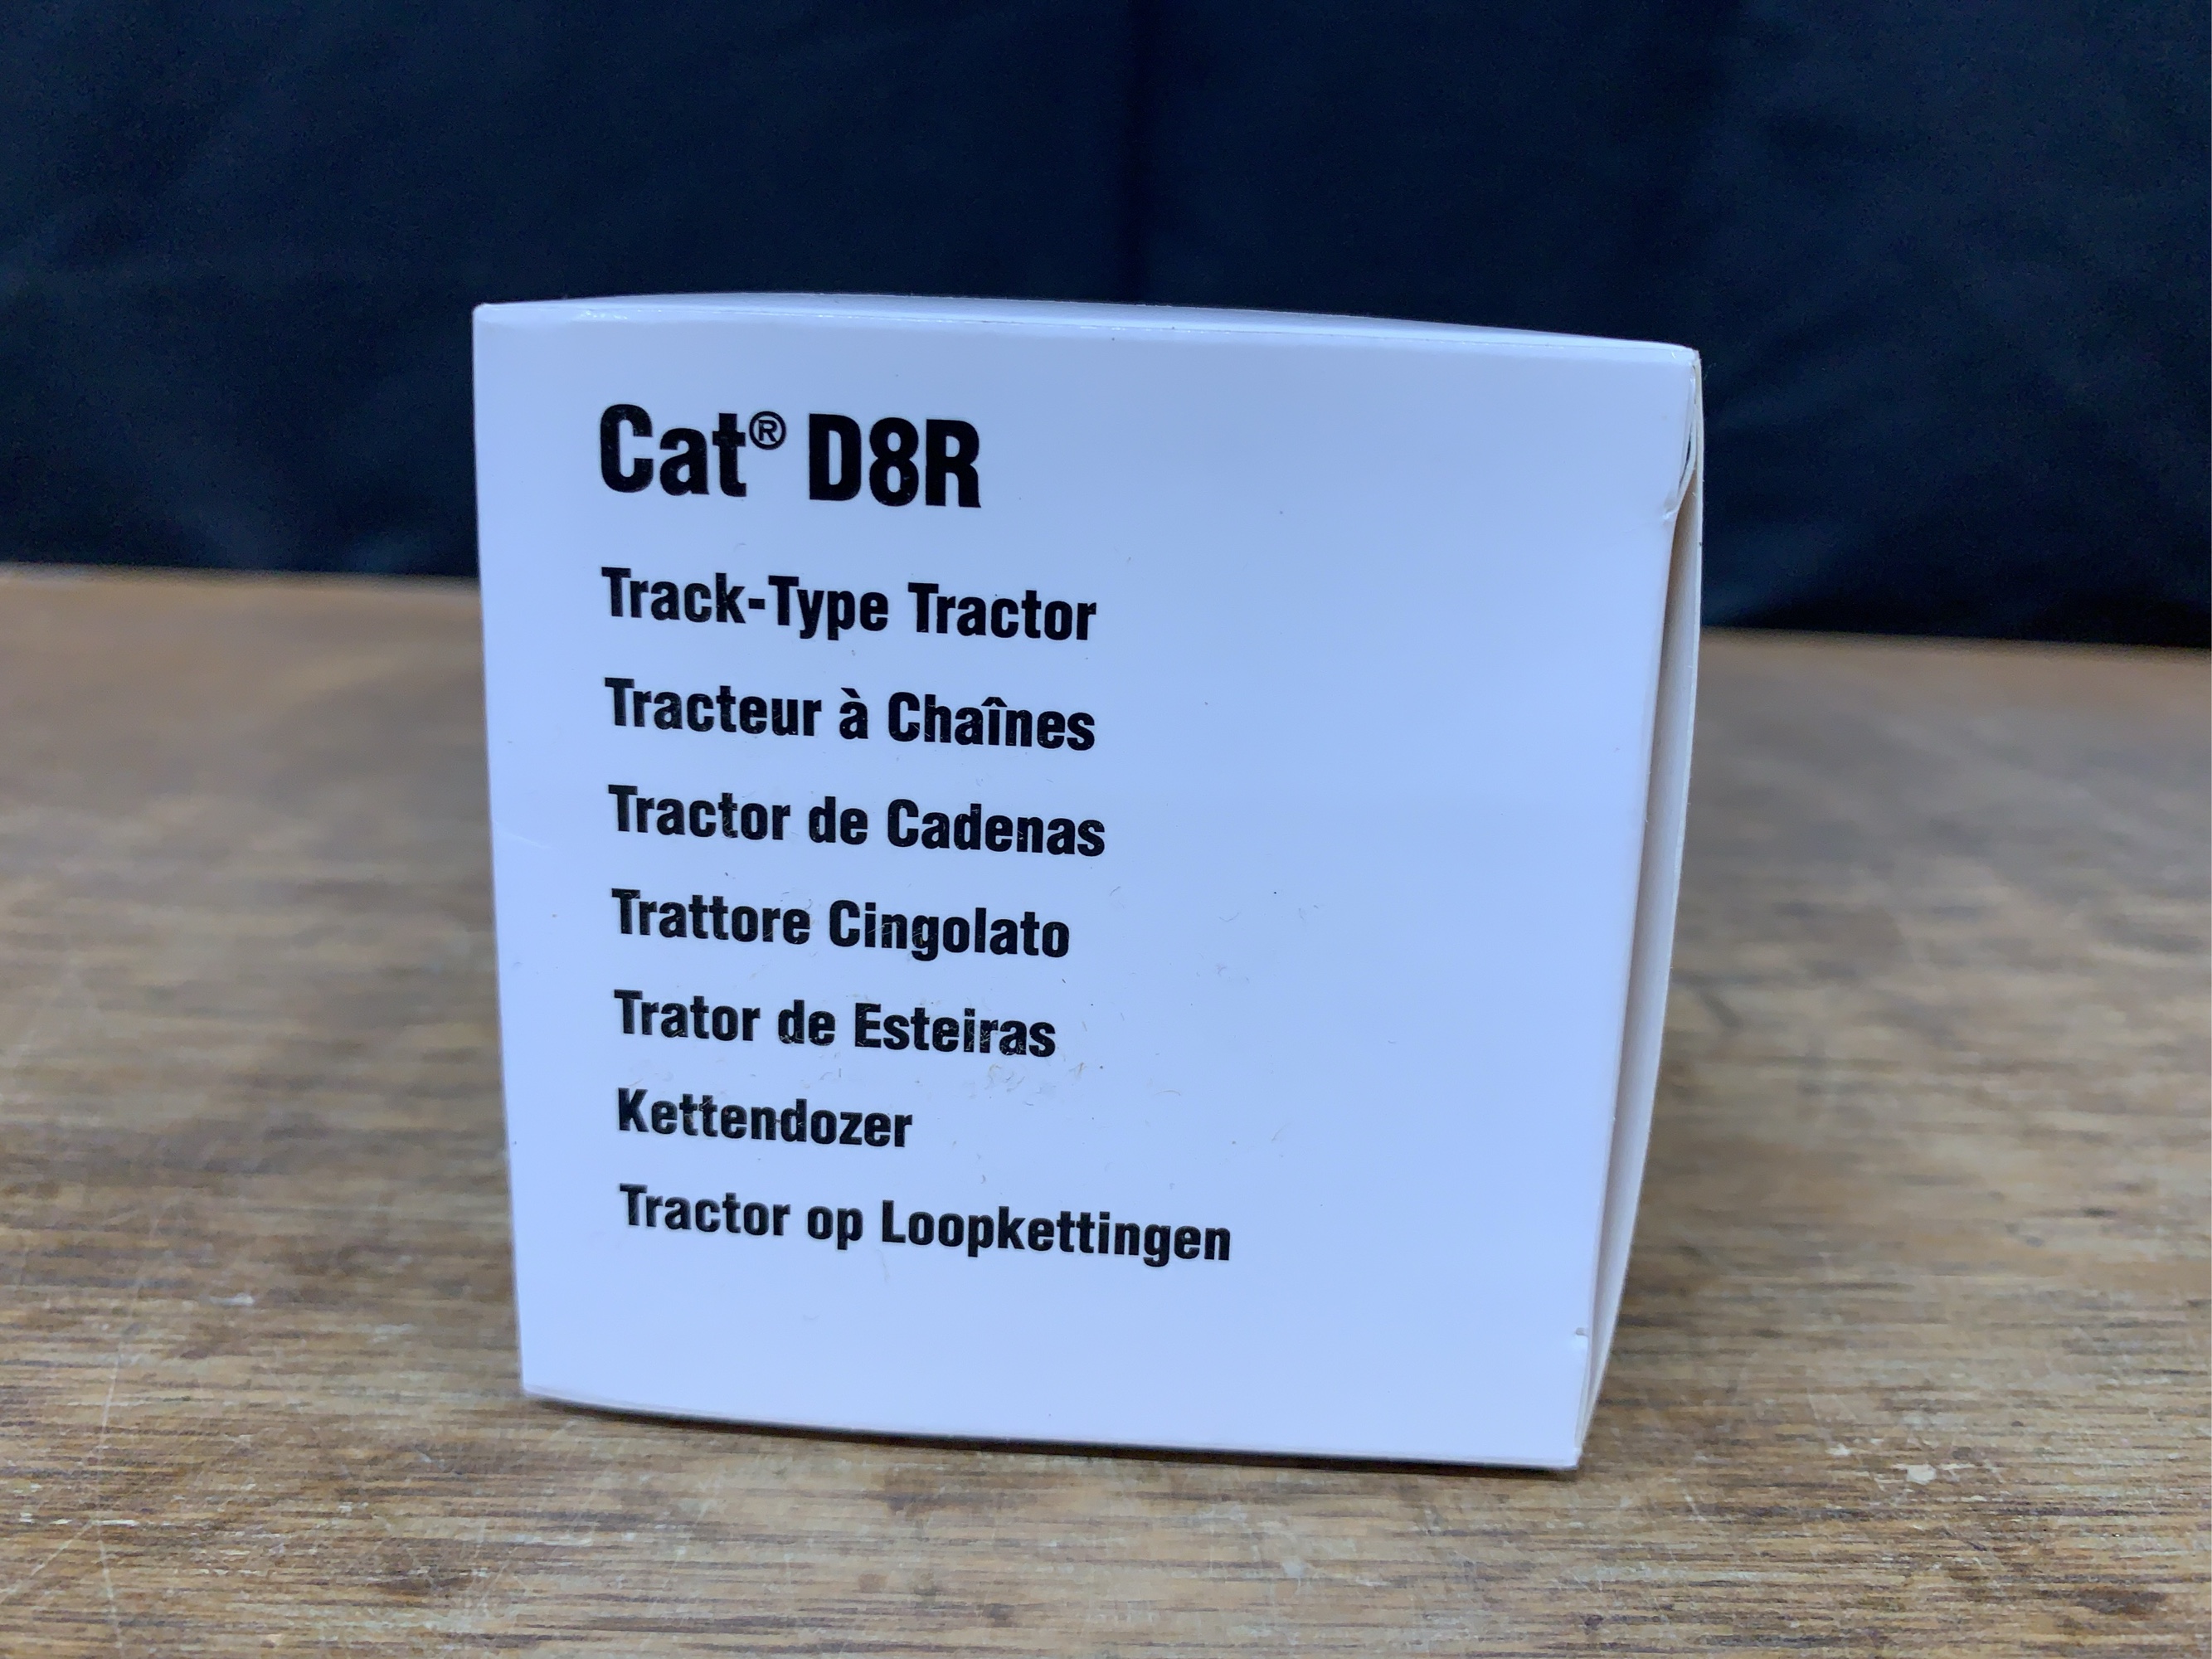 Cat® D8R
Track-Type Tractor
Tracteur à Chaînes
Tractor de Cadenas
Trattore Cingolato
Trator de Esteiras
Kettendozer
Tractor op Loopkettingen